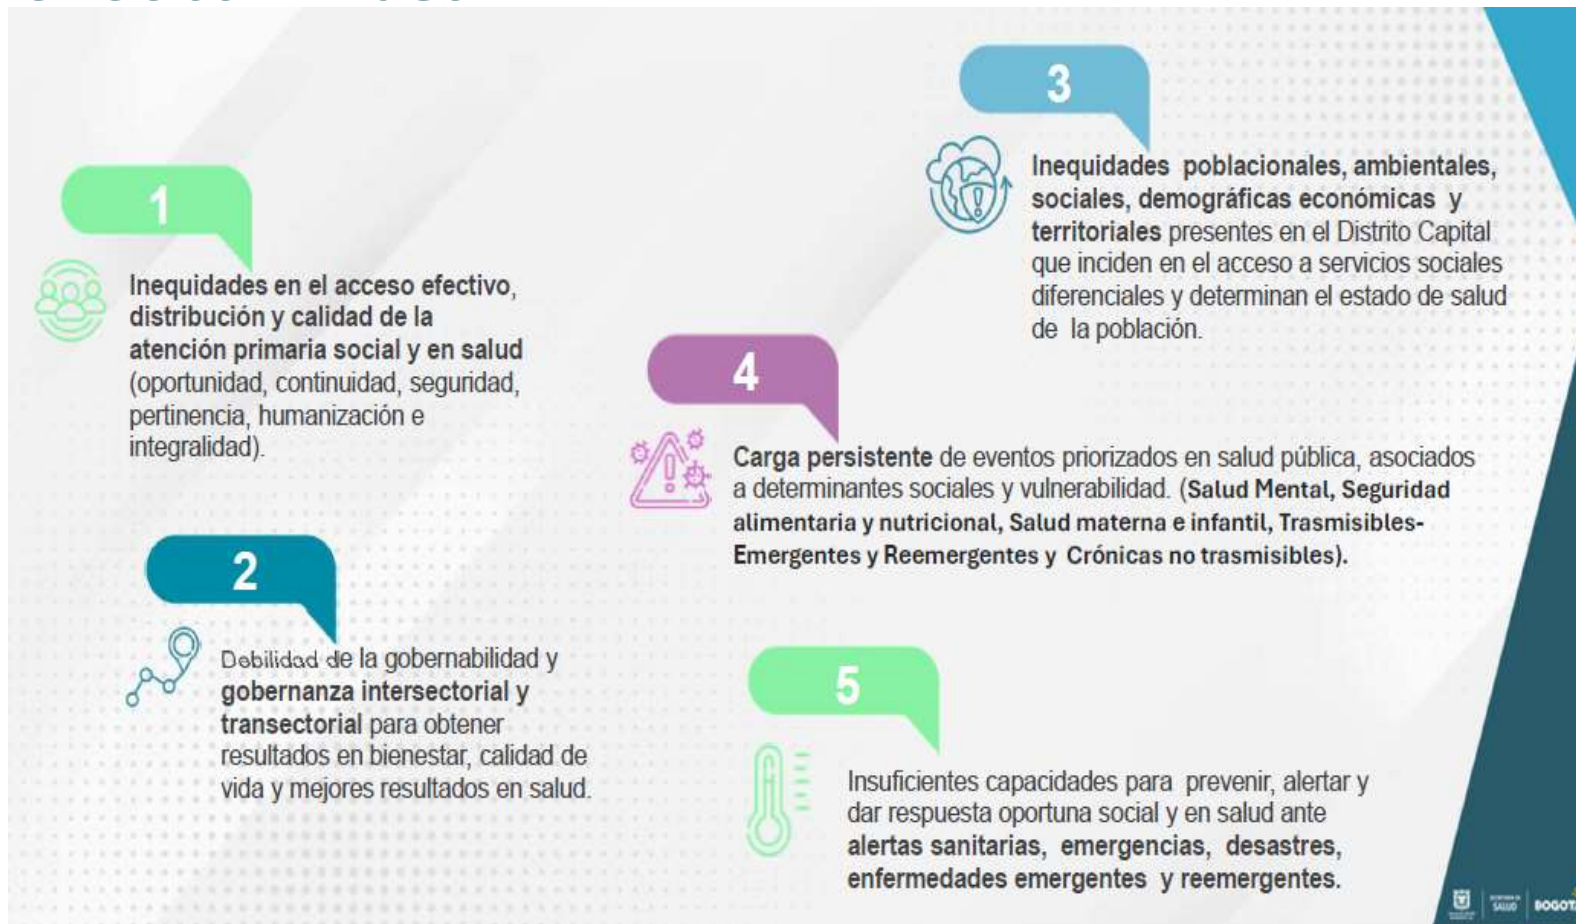 1
Inequidades en el acceso efectivo,
distribución y calidad de la
atención primaria social y en salud
(oportunidad, continuidad, seguridad,
pertinencia, humanización e
integralidad).
2
Debilidad de la gobernabilidad y
gobernanza intersectorial y
transectorial para obtener
resultados en bienestar, calidad de
vida y mejores resultados en salud.
3
Inequidades poblacionales, ambientales,
sociales, demográficas económicas y
territoriales presentes en el Distrito Capital
que inciden en el acceso a servicios sociales
diferenciales y determinan el estado de salud
de la población.
4
Carga persistente de eventos priorizados en salud pública, asociados
a determinantes sociales y vulnerabilidad. (Salud Mental, Seguridad
alimentaria y nutricional, Salud materna e infantil, Trasmisibles-
Emergentes y Reemergentes y Crónicas no trasmisibles).
5
Insuficientes capacidades para prevenir, alertar y
dar respuesta oportuna social y en salud ante
alertas sanitarias, emergencias, desastres,
enfermedades emergentes y reemergentes.
SALUD
BOGOT